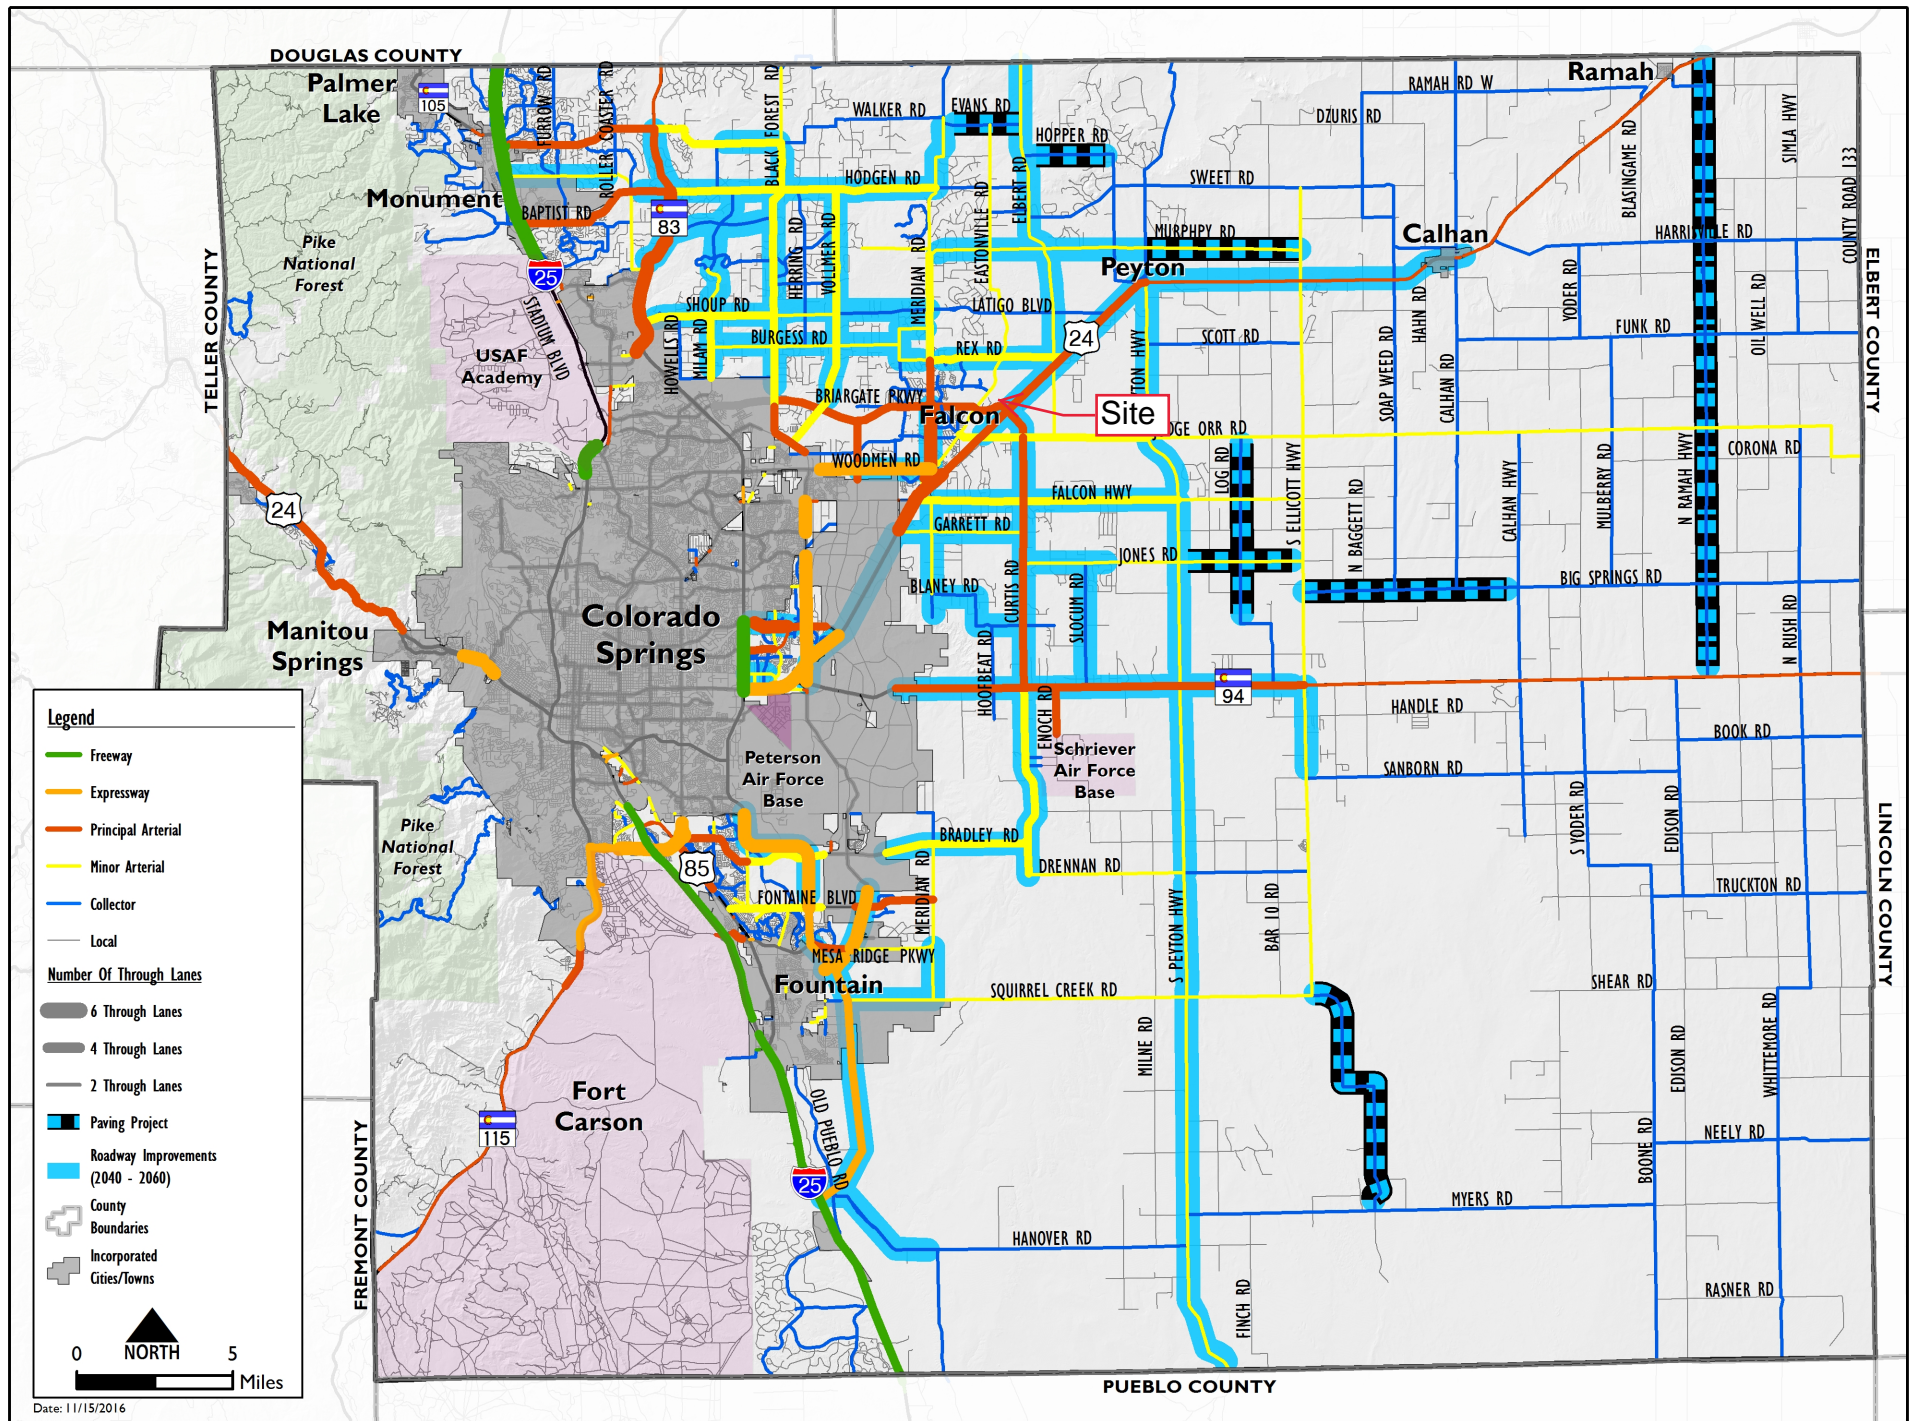 DOUGLAS COUNTY
Palmer
Lake
105
FURROW RD
ROLLER COASTER RD
BLACK FOREST RD
WALKER RD
EVANS RD
HOPPER RD
RAMAH RD W
Ramah
DZURIS RD
BLASINGAME RD
SIMLA HWY
COUNTY ROAD 133
Monument
BAPTIST RD
83
HODGEN RD
EASTONVILLE RD
ELBERT RD
SWEET RD
Pike
National
Forest
TELLER COUNTY
25
STADIUM BLVD
HERRING RD
VOLLMER RD
MERIDIAN RD
MURPHPY RD
Peyton
Calhan
HARRISVILLE RD
ELBERT COUNTY
SHOUP RD
LATIGO BLVD
YODER RD
OIL WELL RD
HAHN RD
USAF
Academy
HOWELLS RD
MILAM RD
BURGESS RD
REX RD
24
TON HWY
SCOTT RD
SOAP WEED RD
CALHAN RD
FUNK RD
BRIARGATE PKWY
Falcon
Site
DGE ORR RD
WOODMEN RD
LOG RD
S ELLICOTT HWY
CALHAN HWY
MULBERRY RD
N RAMAH HWY
CORONA RD
24
FALCON HWY
N BAGGETT RD
GARRETT RD
JONES RD
BLANEY RD
CURTIS RD
SLOCUM RD
BIG SPRINGS RD
Colorado
Springs
Manitou
Springs
HOOFBEAT RD
N RUSH RD
94
ENOCH RD
HANDLE RD
BOOK RD
Peterson
Air Force
Base
Schriever
Air Force
Base
SANBORN RD
S YODER RD
EDISON RD
LINCOLN COUNTY
Pike
National
Forest
85
BRADLEY RD
DRENNAN RD
FONTAINE BLVD
MERIDIAN RD
S PEYTON HWY
BAR 10 RD
TRUCKTON RD
MESA RIDGE PKWY
Fountain
SQUIRREL CREEK RD
SHEAR RD
MILNE RD
EDISON RD
WHITTEMORE RD
Fort
Carson
115
OLD PUEBLO RD
25
FREMONT COUNTY
BOONE RD
NEELY RD
MYERS RD
HANOVER RD
FINCH RD
RASNER RD
PUEBLO COUNTY
Legend
Freeway
Expressway
Principal Arterial
Minor Arterial
Collector
Local
Number Of Through Lanes
6 Through Lanes
4 Through Lanes
2 Through Lanes
Paving Project
Roadway Improvements
(2040 - 2060)
County
Boundaries
Incorporated
Cities/Towns
NORTH
0 5
Miles
Date: 11/15/2016